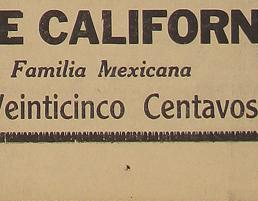 E CALIFORN
Familia Mexicana
Veinticinco Centavos